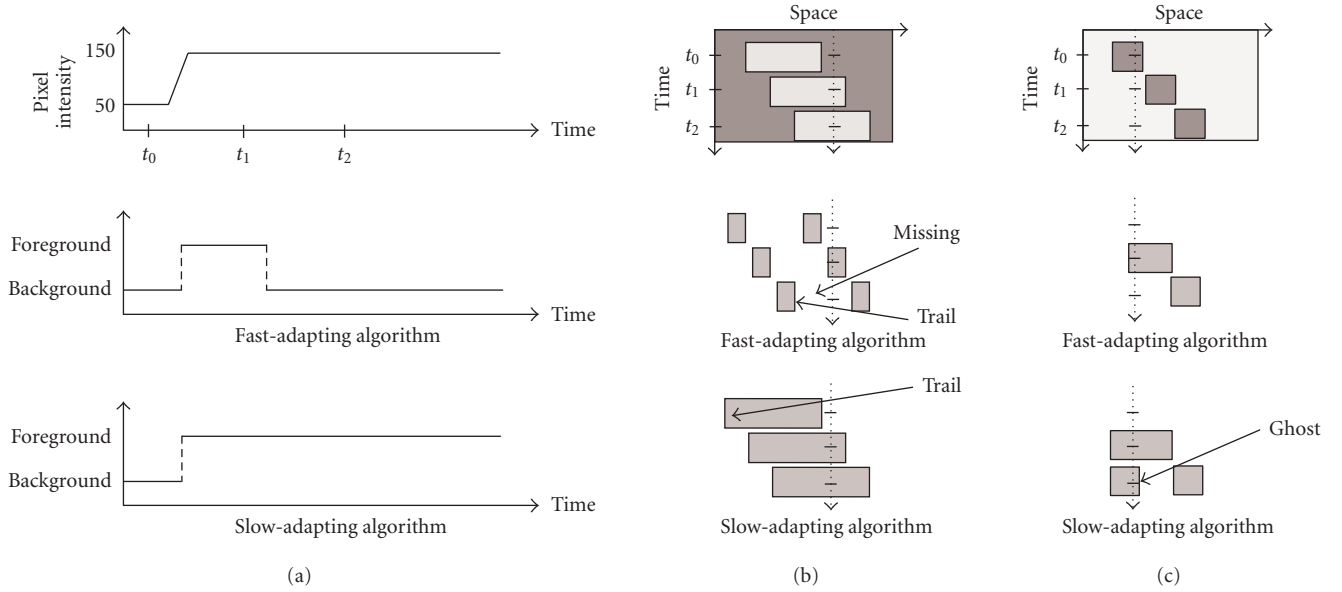 150
50
Pixel
intensity
Time
t0
t1
t2
Foreground
Background
Time
Fast-adapting algorithm
Foreground
Background
Time
Slow-adapting algorithm
(a)
Space
Time
t0
t1
t2
Missing
Trail
Fast-adapting algorithm
Trail
Slow-adapting algorithm
(b)
Space
Time
t0
t1
t2
Fast-adapting algorithm
Ghost
Slow-adapting algorithm
(c)